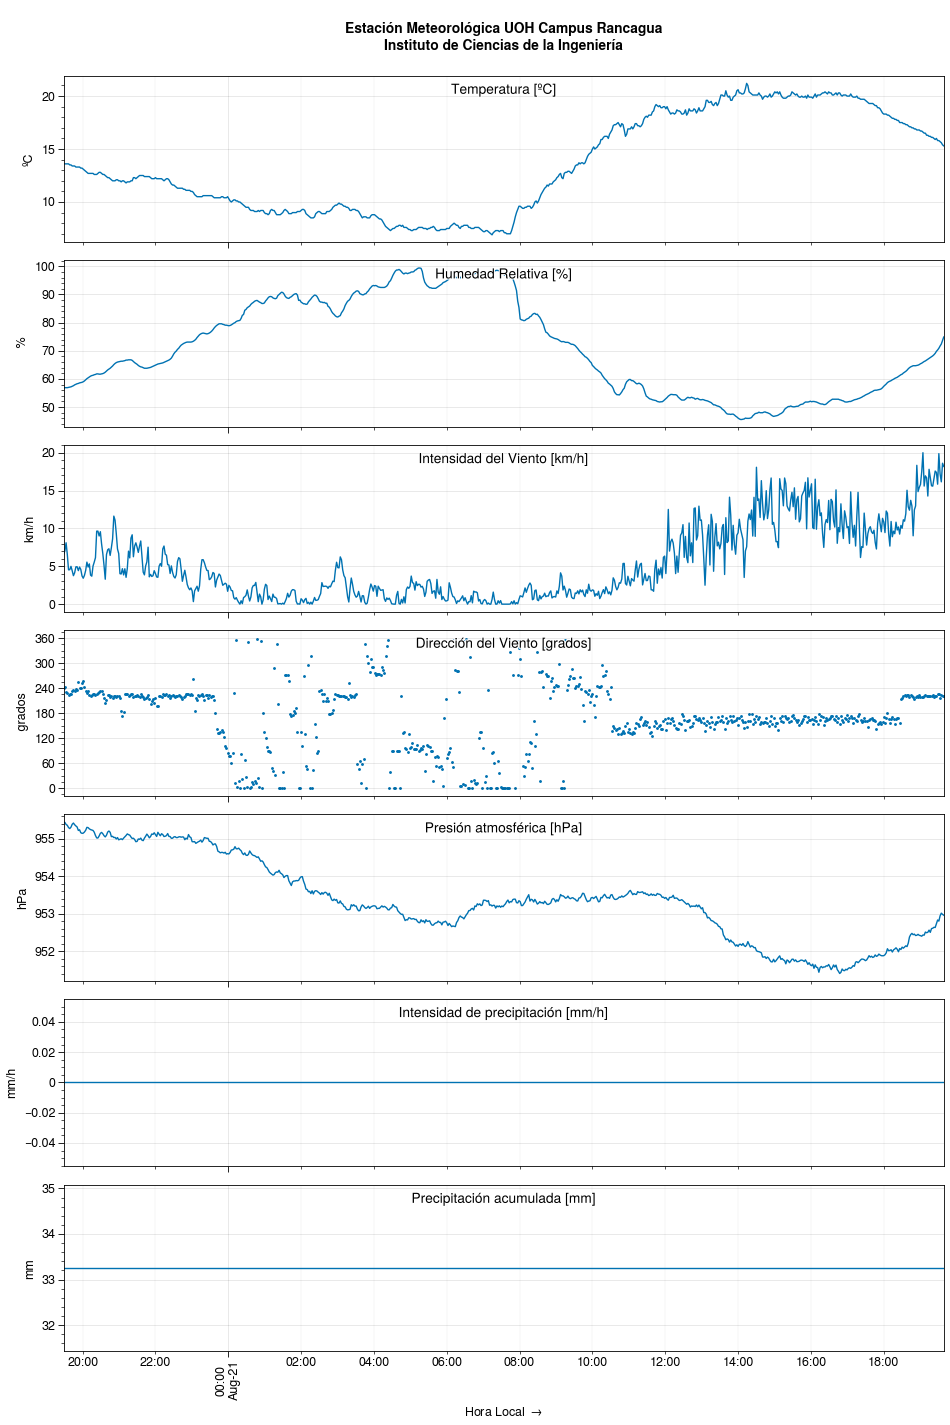 Estación Meteorológica UOH Campus Rancagua
Instituto de Ciencias de la Ingeniería
Temperatura [ºC]
20
15
10
ºC
Humedad Relativa [%]
100
90
80
70
60
50
%
Intensidad del Viento [km/h]
20
15
10
5
0
km/h
Dirección del Viento [grados]
360
300
240
180
120
60
0
grados
Presión atmosférica [hPa]
955
954
953
952
hPa
Intensidad de precipitación [mm/h]
0.04
0.02
0
−0.02
−0.04
mm/h
Precipitación acumulada [mm]
35
34
33
32
mm
20:00 22:00 00:00 02:00 04:00 06:00 08:00 10:00 12:00 14:00 16:00 18:00
Aug-21
Hora Local →